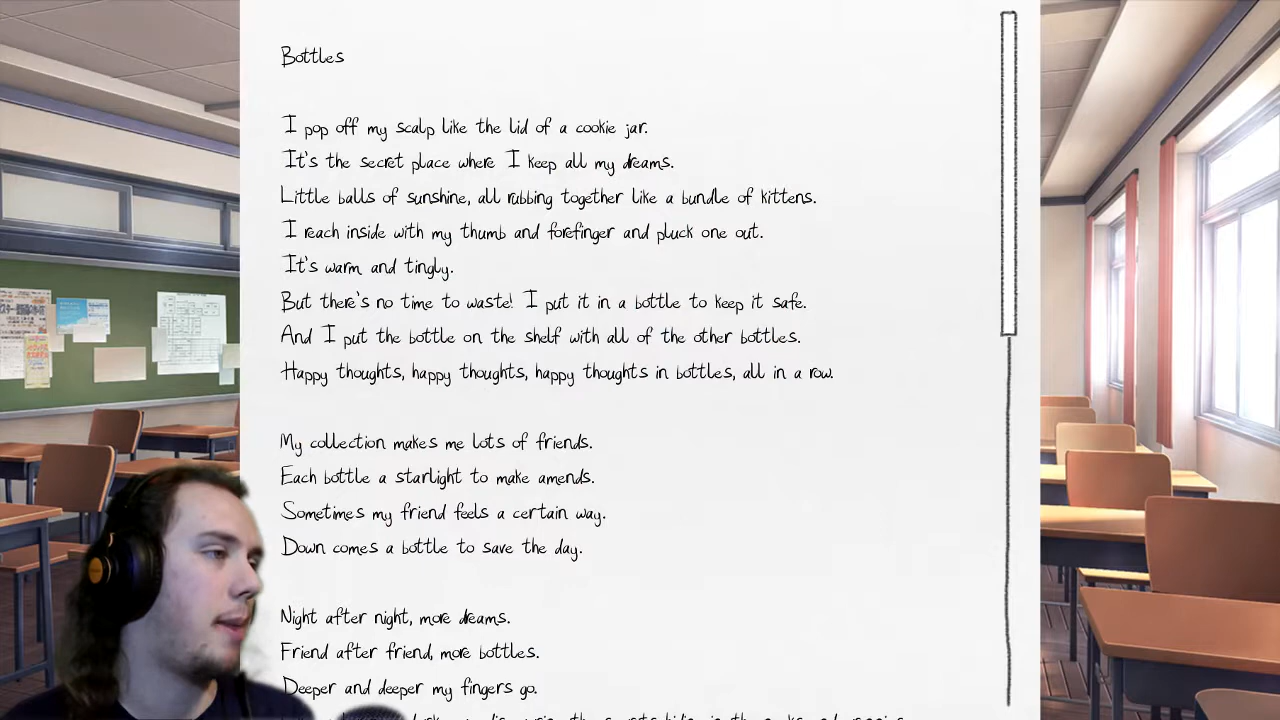 Bottles
I pop off my scalp like the lid of a cookie jar.
It's the secret place where I keep all my dreams.
Little balls of sunshine, all rubbing together like a bundle of kittens.
I reach inside with my thumb and forefinger and pluck one out.
It's warm and tingly.
But there's no time to waste! I put it in a bottle to keep it safe.
And I put the bottle on the shelf with all of the other bottles.
Happy thoughts, happy thoughts, happy thoughts in bottles, all in a row.
My collection makes me lots of friends.
Each bottle a starlight to make amends.
Sometimes my friend feels a certain way.
Down comes a bottle to save the day.
Night after night, more dreams.
Friend after friend, more bottles.
Deeper and deeper my fingers go.